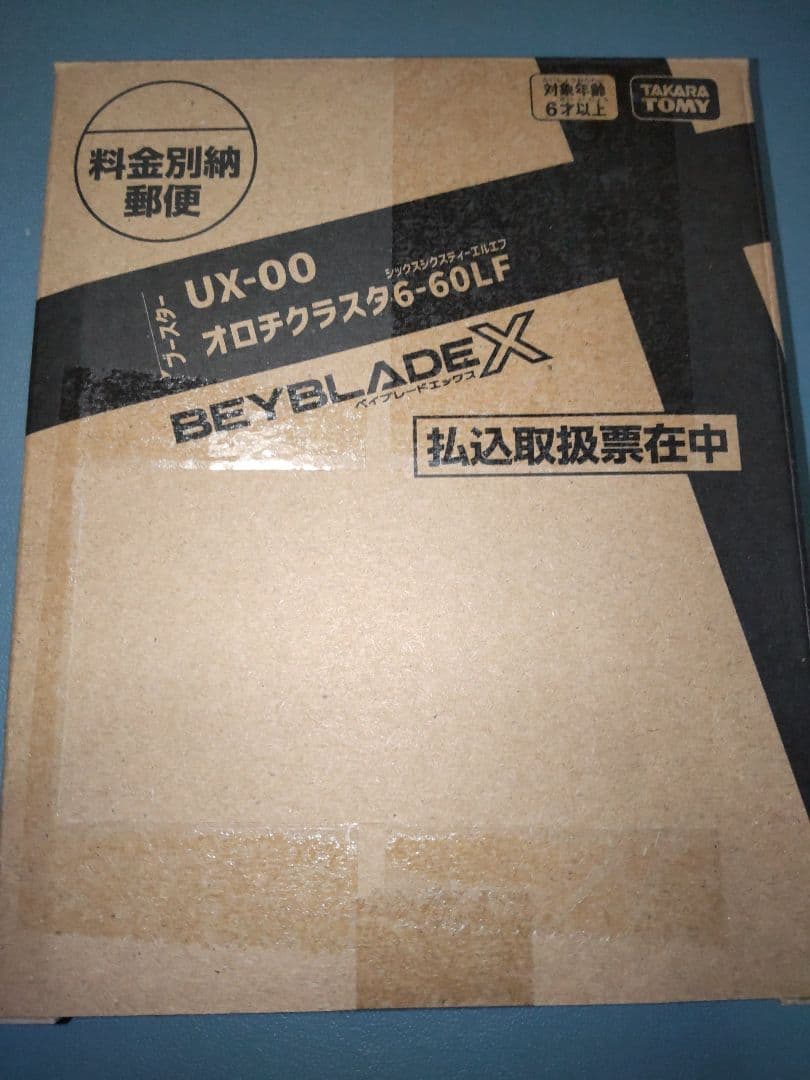 対象年齢
6才以上
TAKARA
TOMY
料金別納
郵便
ブースター
UX-00
シックスシクスティーエルエフ
オロチクラスタ6-60LF
BEYBLADE X
ベイブレードエックス
払込取扱票在中